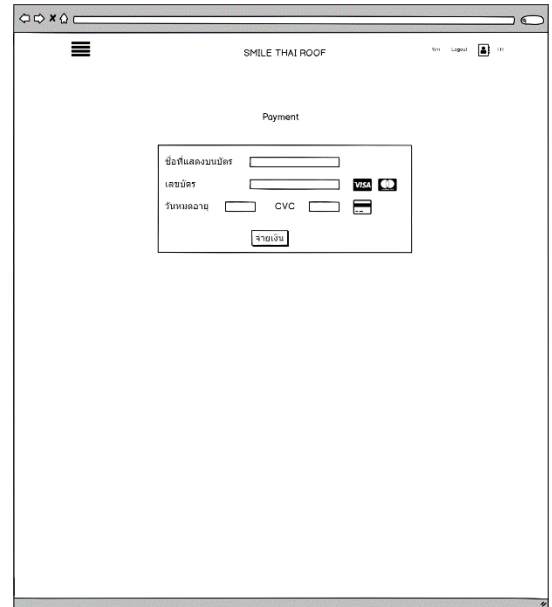 SMILE THAI ROOF
Logout
Payment
ชื่อที่แสดงบนบัตร
เลขบัตร
VISA
วันหมดอายุ CVC
จ่ายเงิน